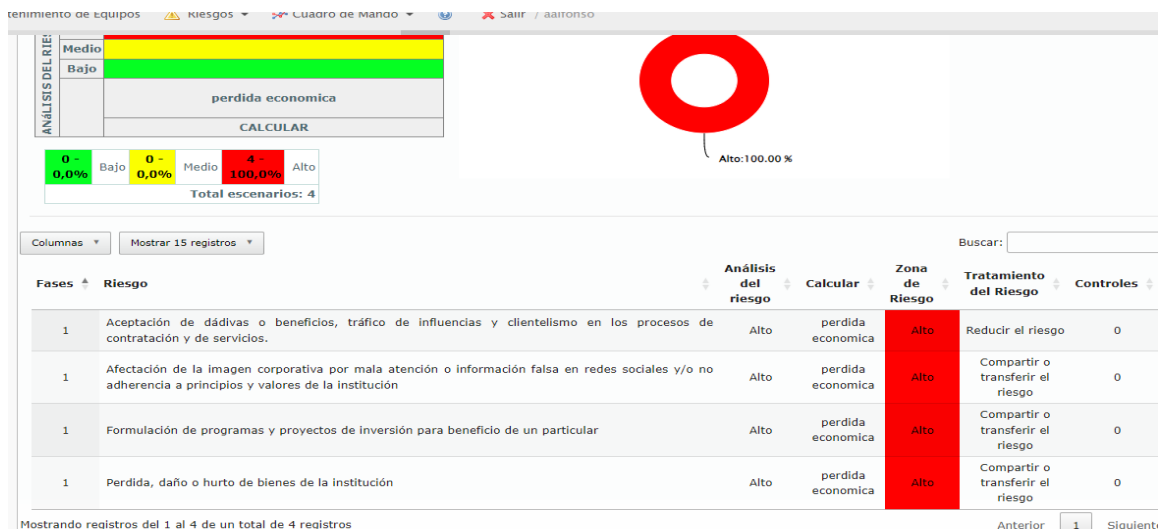 tenimiento de Equipos Riesgos Cuadro de Mando Salir / aalfonso
ANÁLISIS DEL RIES
Medio
Bajo
perdida economica
CALCULAR
Alto:100.00 %
0 - 0,0% Bajo 0 - 0,0% Medio 4 - 100,0% Alto
Total escenarios: 4
Columnas Mostrar 15 registros Buscar:
Fases Riesgo Análisis del riesgo Calcular Zona de Riesgo Tratamiento del Riesgo Controles
1 Aceptación de dádivas o beneficios, tráfico de influencias y clientelismo en los procesos de
contratación y de servicios. Alto perdida economica Alto Reducir el riesgo 0
1 Afectación de la imagen corporativa por mala atención o información falsa en redes sociales y/o no
adherencia a principios y valores de la institución Alto perdida economica Alto Compartir o transferir el riesgo 0
1 Formulación de programas y proyectos de inversión para beneficio de un particular Alto perdida economica Alto Compartir o transferir el riesgo 0
1 Perdida, daño o hurto de bienes de la institución Alto perdida economica Alto Compartir o transferir el riesgo 0
Mostrando registros del 1 al 4 de un total de 4 registros Anterior 1 Siguiente